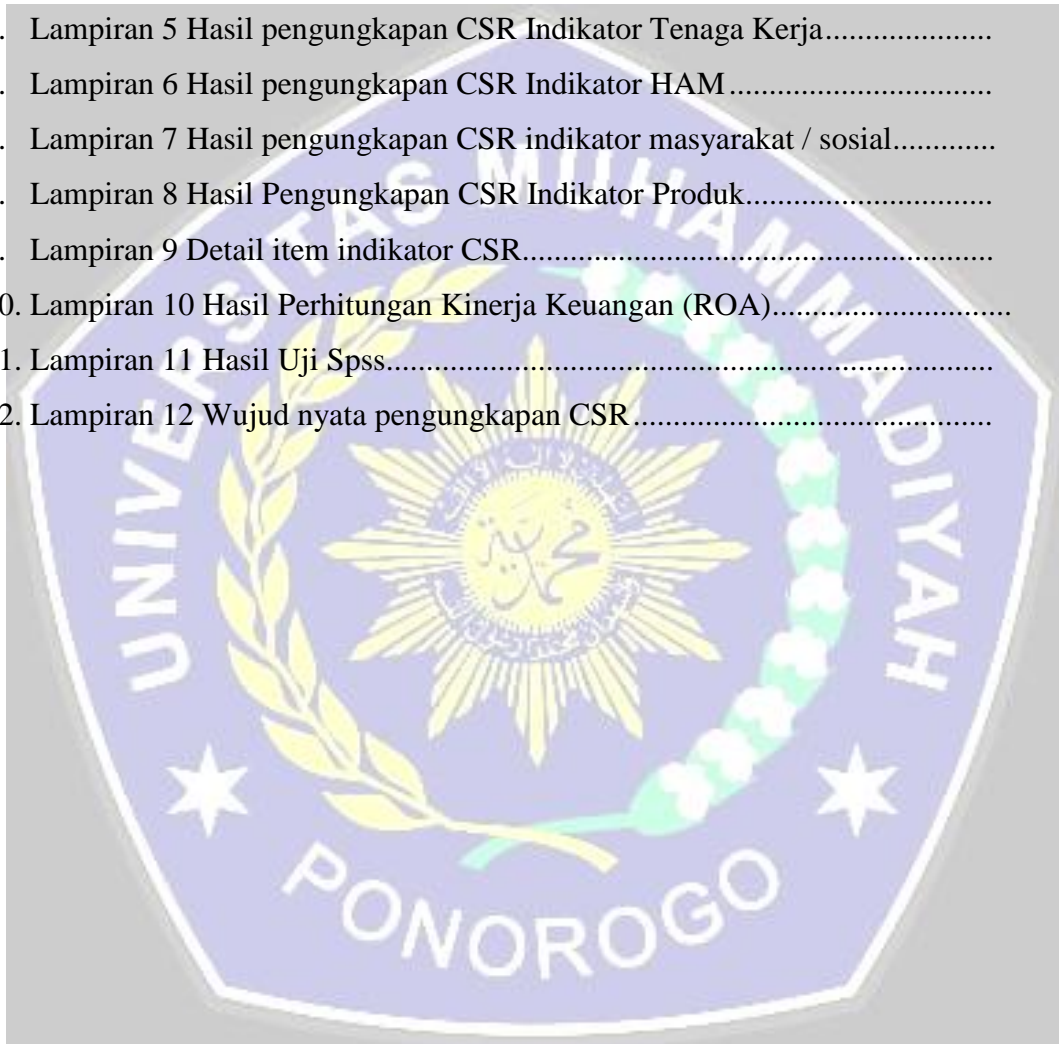 . Lampiran 5 Hasil pengungkapan CSR Indikator Tenaga Kerja.....................
. Lampiran 6 Hasil pengungkapan CSR Indikator HAM.................................
. Lampiran 7 Hasil pengungkapan CSR indikator masyarakat / sosial.............
. Lampiran 8 Hasil Pengungkapan CSR Indikator Produk...............................
. Lampiran 9 Detail item indikator CSR...........................................................
0. Lampiran 10 Hasil Perhitungan Kinerja Keuangan (ROA)..............................
1. Lampiran 11 Hasil Uji Spss............................................................................
2. Lampiran 12 Wujud nyata pengungkapan CSR.............................................
UNIVERSITAS MUHAMMADIYAH
PONOROGO